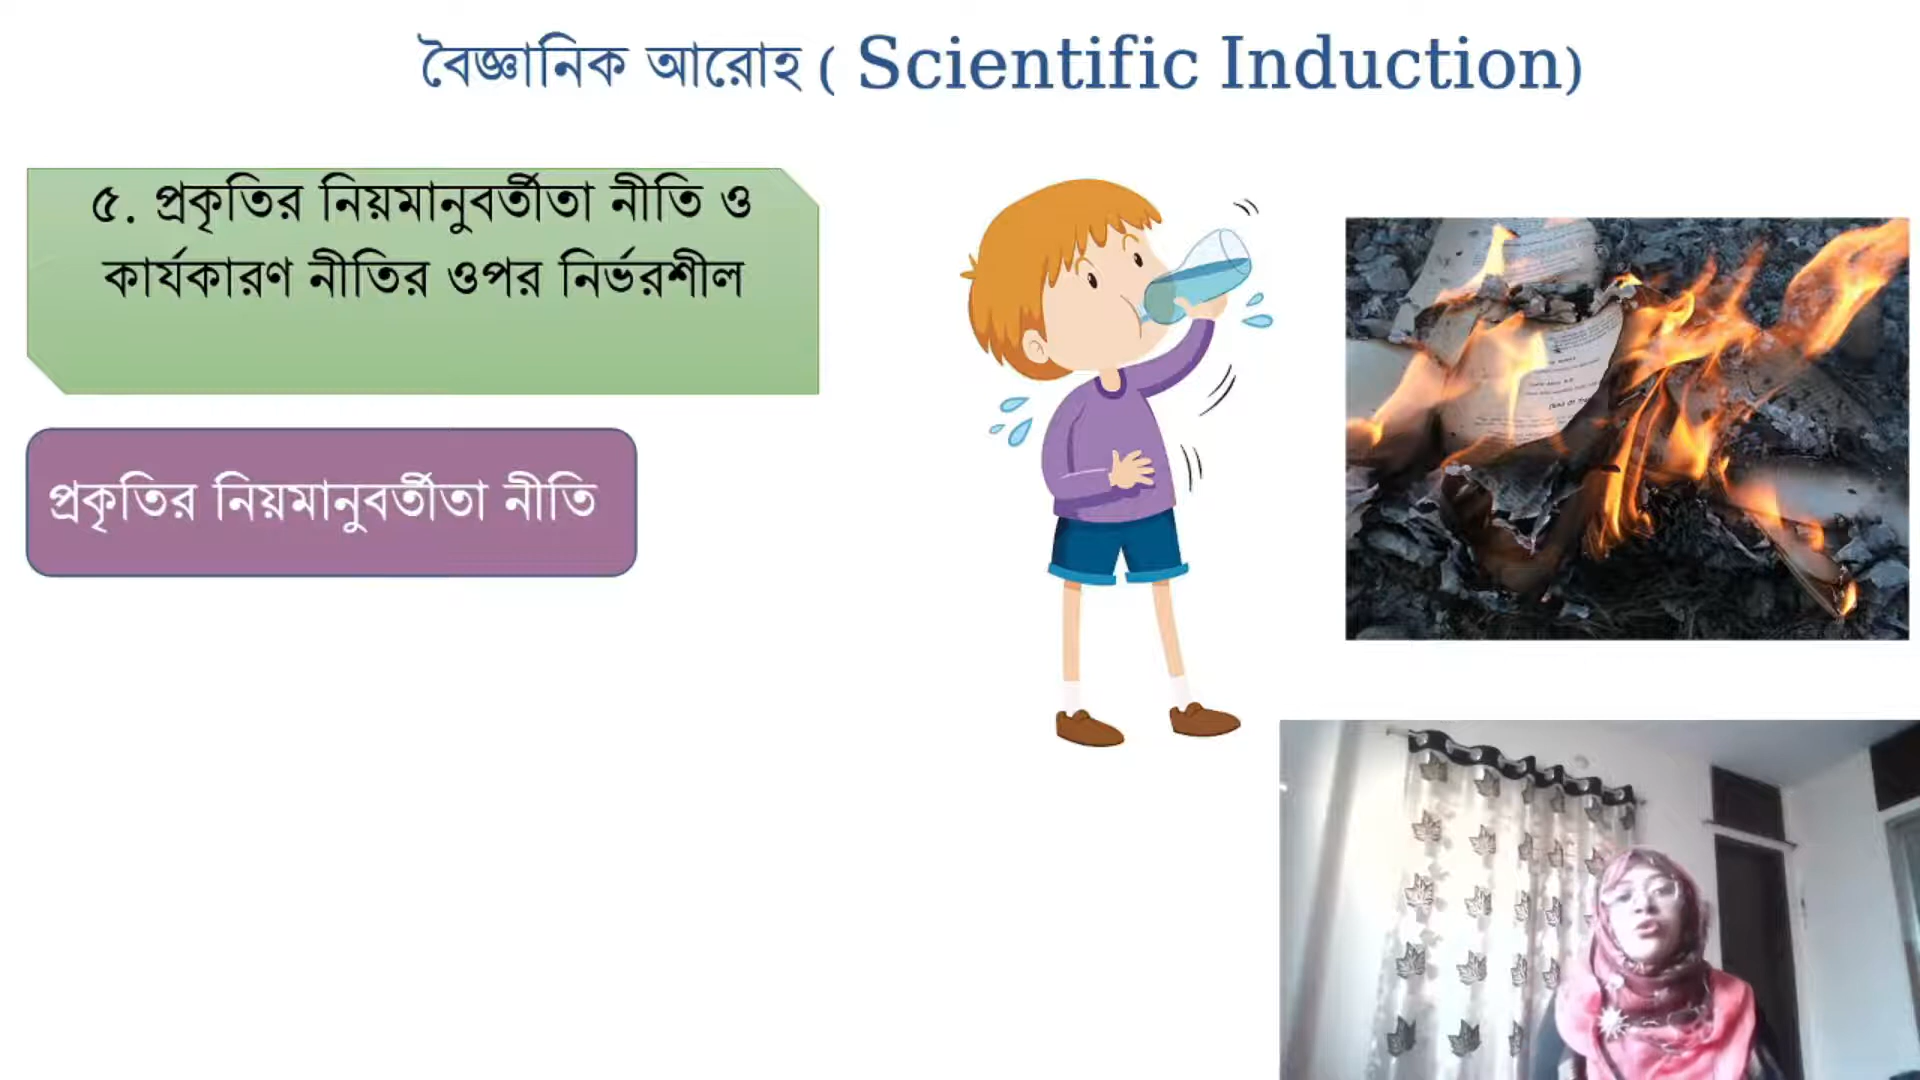 বৈজ্ঞানিক আরোহ ( Scientific Induction)
৫. প্রকৃতির নিয়মানুবর্তীতা নীতি ও
কার্যকারণ নীতির ওপর নির্ভরশীল
প্রকৃতির নিয়মানুবর্তীতা নীতি